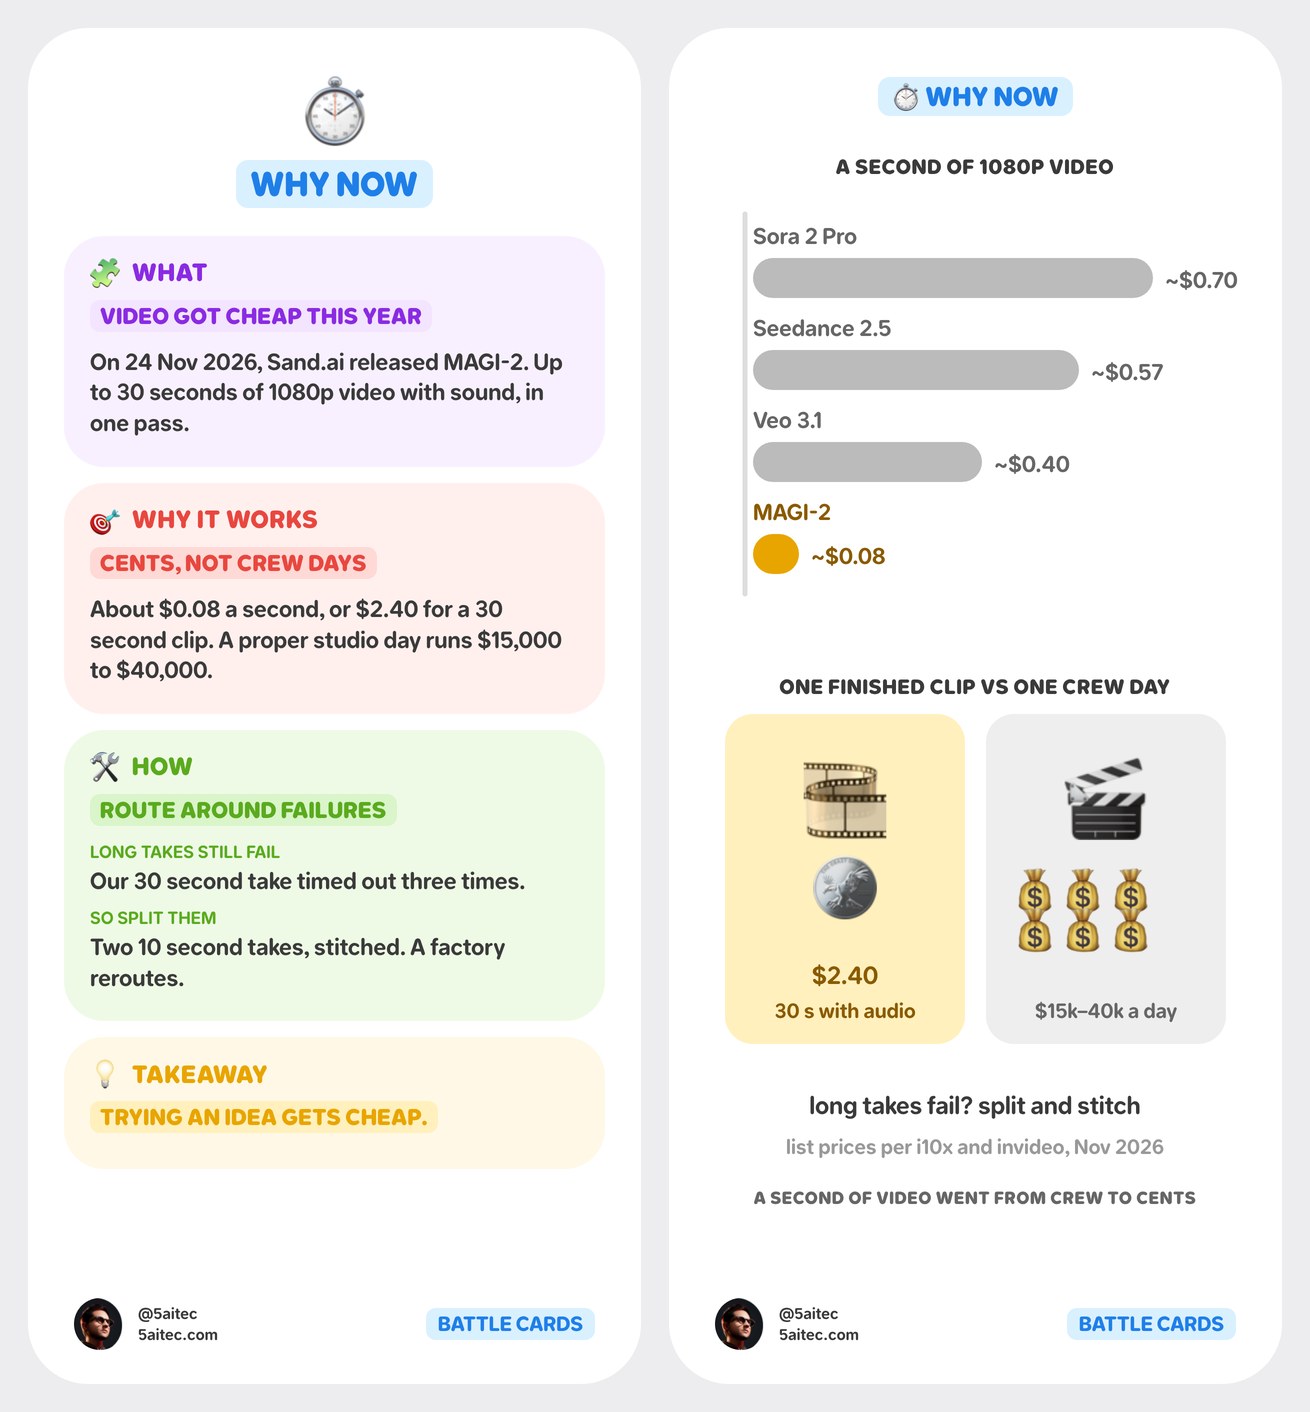 WHY NOW
WHAT
VIDEO GOT CHEAP THIS YEAR
On 24 Nov 2026, Sand.ai released MAGI-2. Up
to 30 seconds of 1080p video with sound, in
one pass.
WHY IT WORKS
CENTS, NOT CREW DAYS
About $0.08 a second, or $2.40 for a 30
second clip. A proper studio day runs $15,000
to $40,000.
HOW
ROUTE AROUND FAILURES
LONG TAKES STILL FAIL
Our 30 second take timed out three times.
SO SPLIT THEM
Two 10 second takes, stitched. A factory
reroutes.
TAKEAWAY
TRYING AN IDEA GETS CHEAP.
@5aitec
5aitec.com
BATTLE CARDS
WHY NOW
A SECOND OF 1080P VIDEO
Sora 2 Pro
~$0.70
Seedance 2.5
~$0.57
Veo 3.1
~$0.40
MAGI-2
~$0.08
ONE FINISHED CLIP VS ONE CREW DAY
$2.40
30 s with audio
$15k–40k a day
long takes fail? split and stitch
list prices per i10x and invideo, Nov 2026
A SECOND OF VIDEO WENT FROM CREW TO CENTS
@5aitec
5aitec.com
BATTLE CARDS